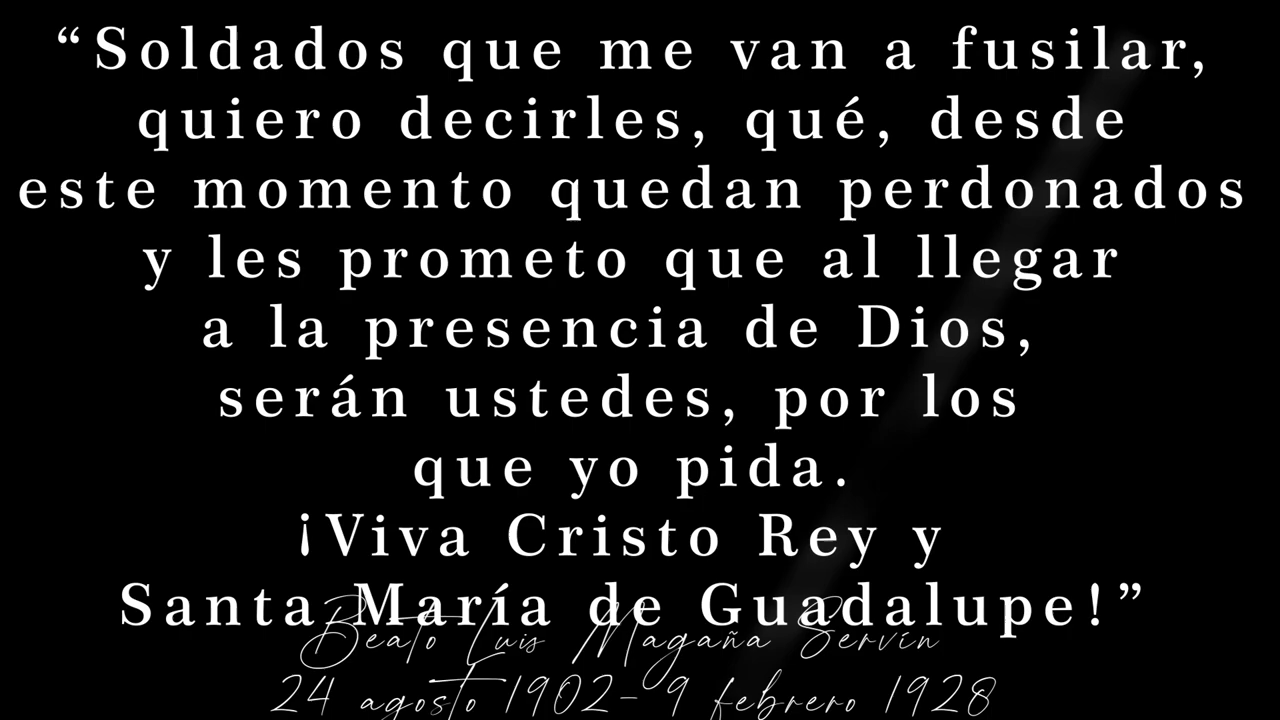 “Soldados que me van a fusilar,
quiero decirles, qué, desde
este momento quedan perdonados
y les prometo que al llegar
a la presencia de Dios,
serán ustedes, por los
que yo pida.
¡Viva Cristo Rey y
Santa María de Guadalupe!”
Beato Luis Magaña Servín
24 agosto 1902- 9 febrero 1928